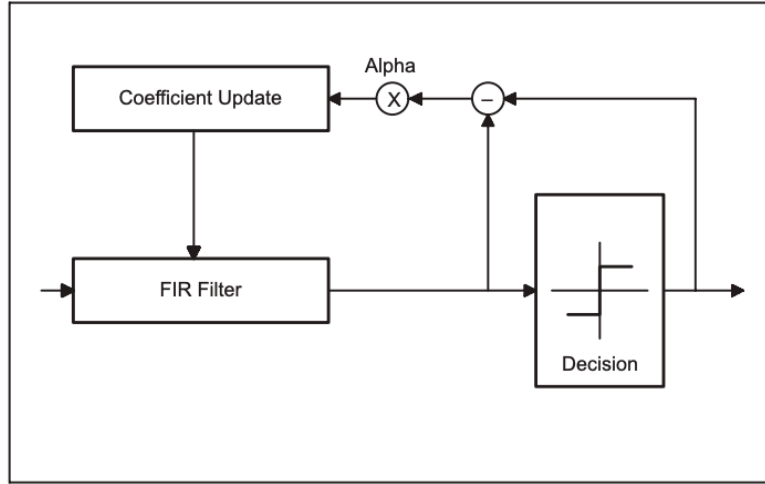 Alpha
Coefficient Update
X
–
FIR Filter
Decision